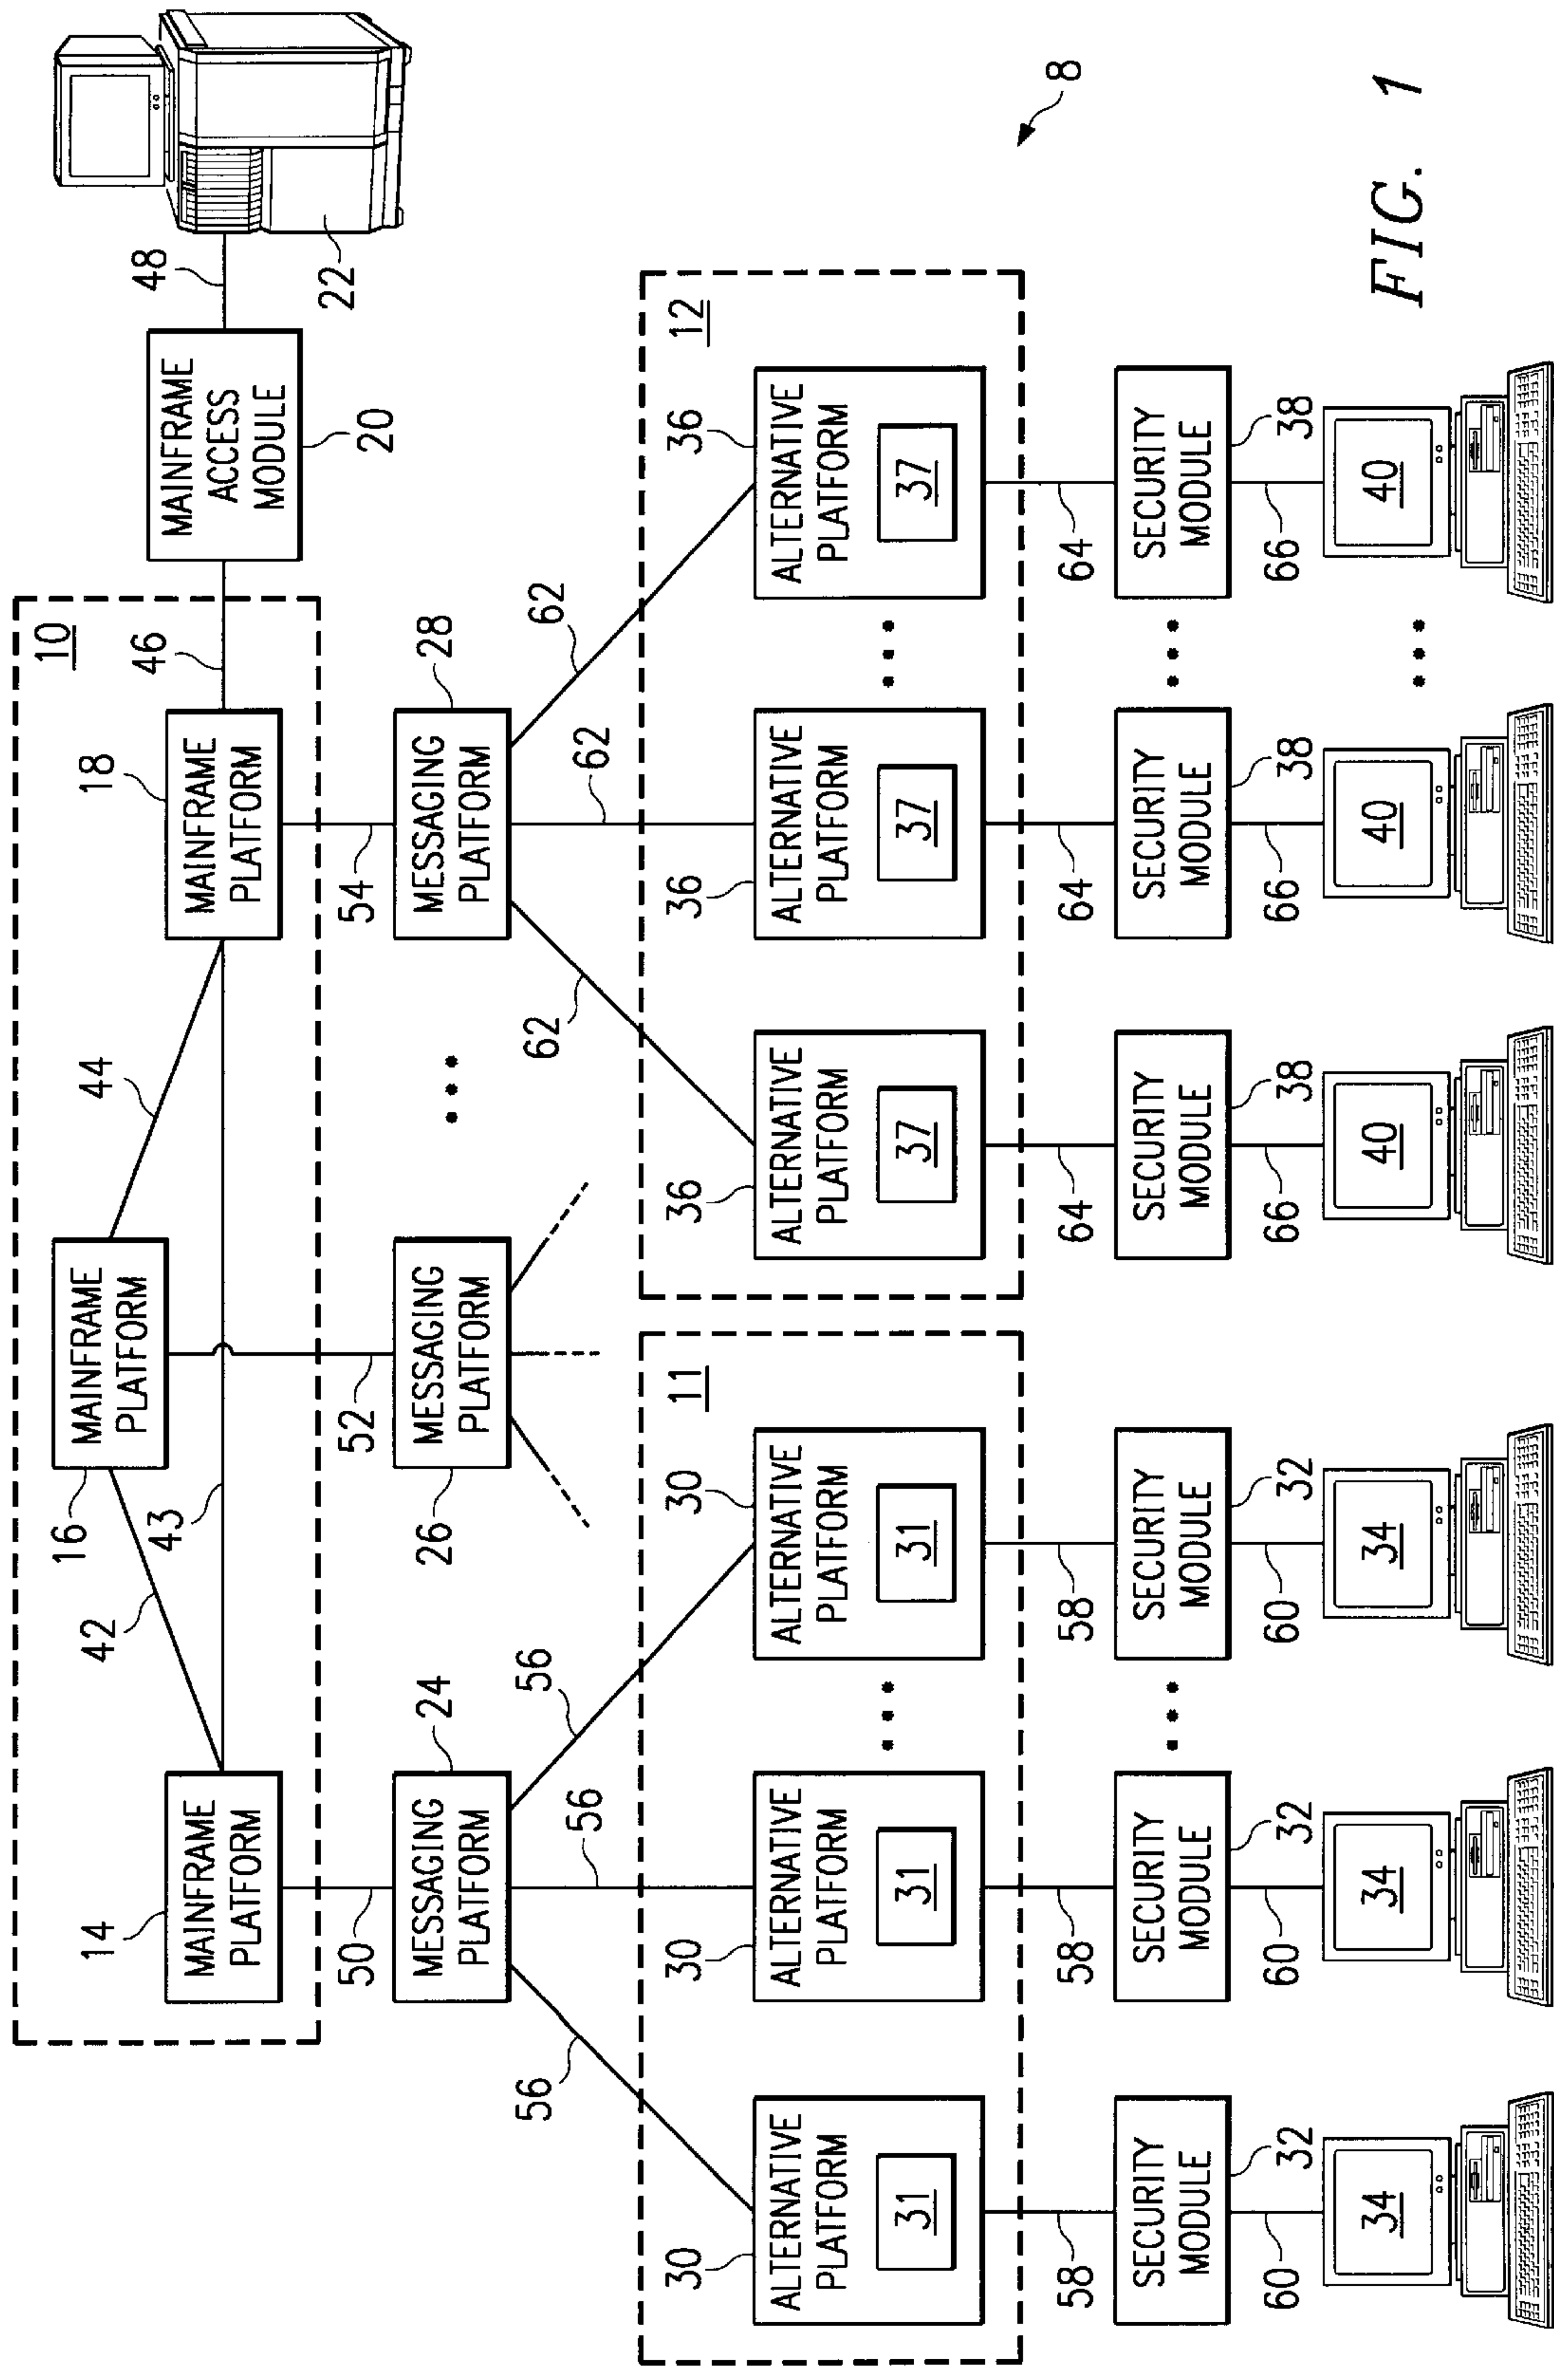 10
16
MAINFRAME
PLATFORM
42
44
14
MAINFRAME
PLATFORM
43
18
MAINFRAME
PLATFORM
46
MAINFRAME
ACCESS
MODULE
20
48
22
50
52
54
24
MESSAGING
PLATFORM
26
MESSAGING
PLATFORM
28
MESSAGING
PLATFORM
56
56
56
62
62
62
11
12
30
ALTERNATIVE
PLATFORM
31
30
ALTERNATIVE
PLATFORM
31
30
ALTERNATIVE
PLATFORM
31
36
ALTERNATIVE
PLATFORM
37
36
ALTERNATIVE
PLATFORM
37
36
ALTERNATIVE
PLATFORM
37
8
58
58
58
64
64
64
SECURITY
MODULE
32
SECURITY
MODULE
32
SECURITY
MODULE
32
SECURITY
MODULE
38
SECURITY
MODULE
38
SECURITY
MODULE
38
60
60
60
66
66
66
34
34
34
40
40
40
FIG. 1